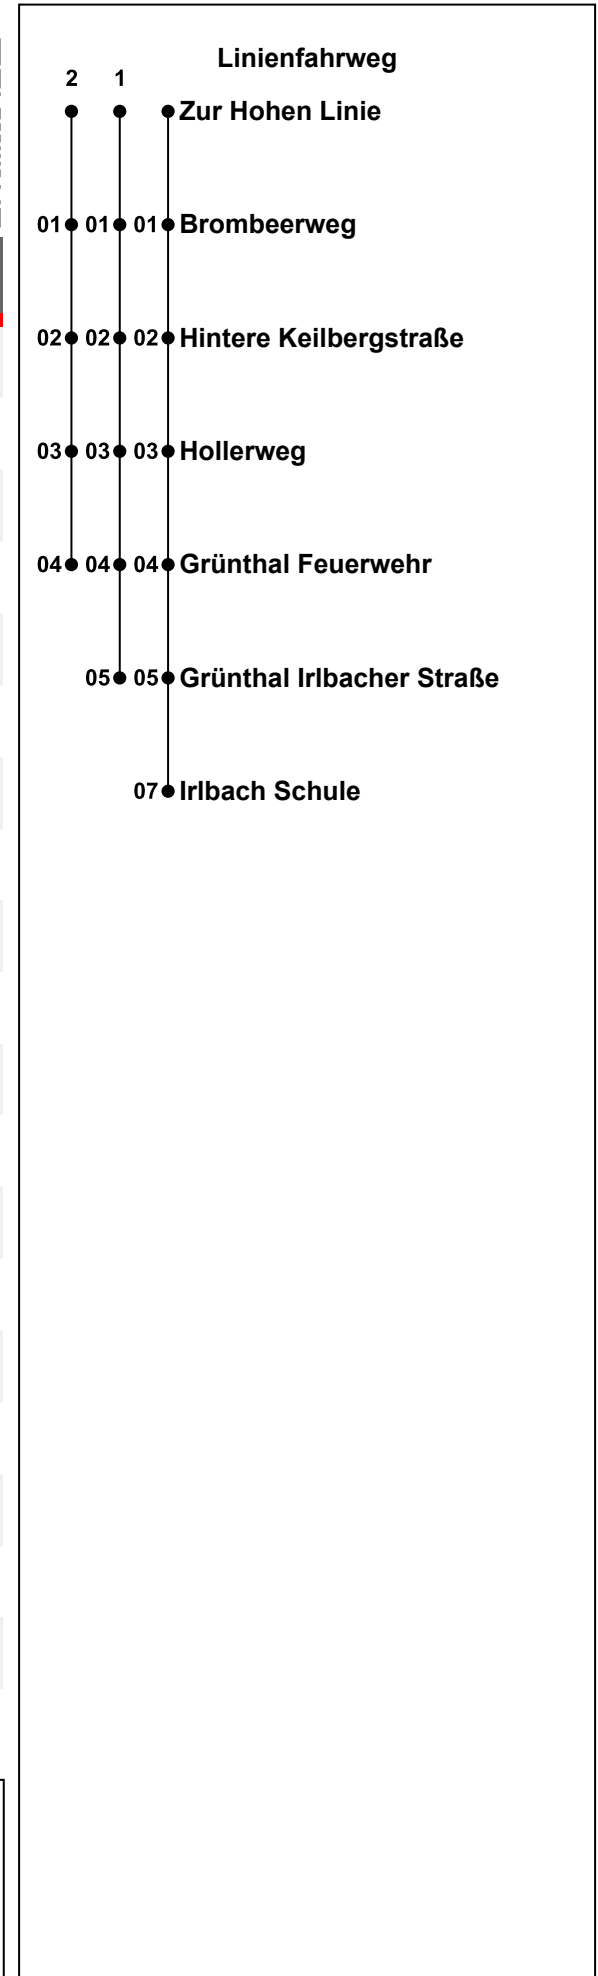 Linienfahrweg
2 1
Zur Hohen Linie
01 01 01 Brombeerweg
02 02 02 Hintere Keilbergstraße
03 03 03 Hollerweg
04 04 04 Grünthal Feuerwehr
05 05 Grünthal Irlbacher Straße
07 Irlbach Schule